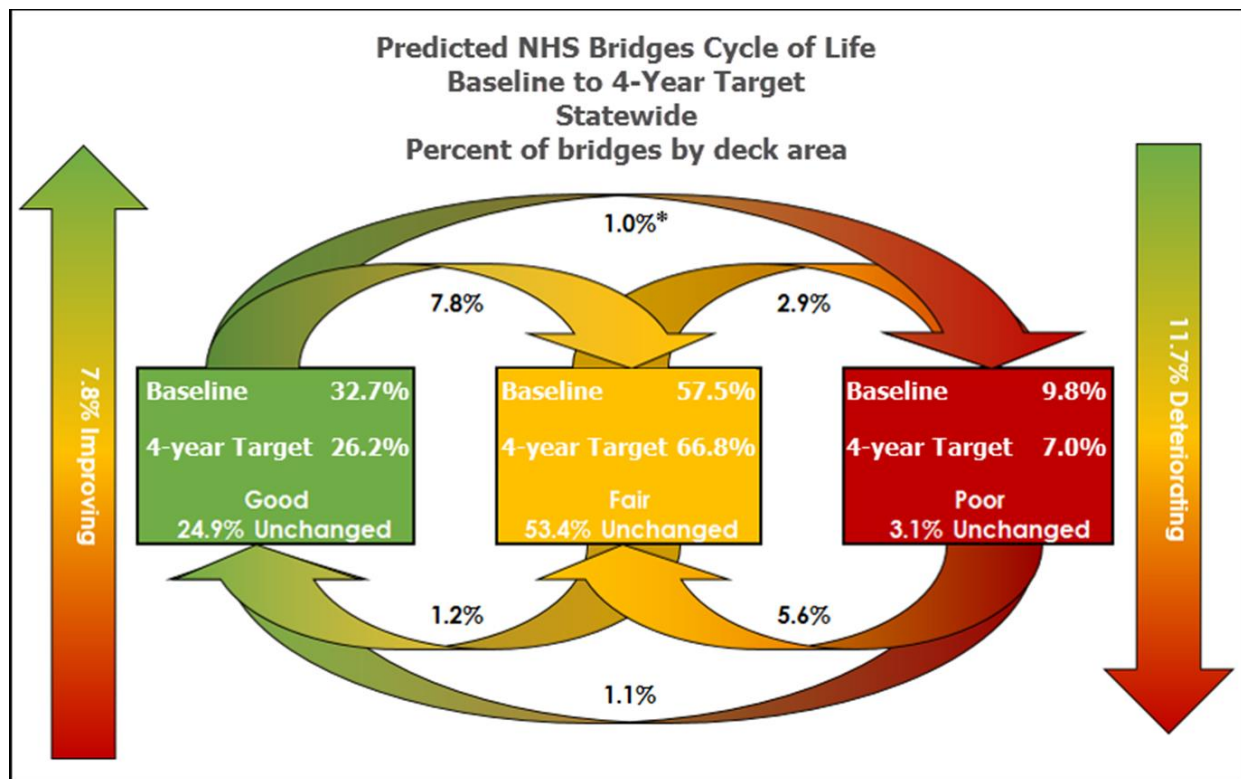 Predicted NHS Bridges Cycle of Life
Baseline to 4-Year Target
Statewide
Percent of bridges by deck area
7.8% Improving
1.0%*
7.8%
2.9%
Baseline 32.7%
4-year Target 26.2%
Good
24.9% Unchanged
Baseline 57.5%
4-year Target 66.8%
Fair
53.4% Unchanged
Baseline 9.8%
4-year Target 7.0%
Poor
3.1% Unchanged
1.2%
5.6%
1.1%
11.7% Deteriorating